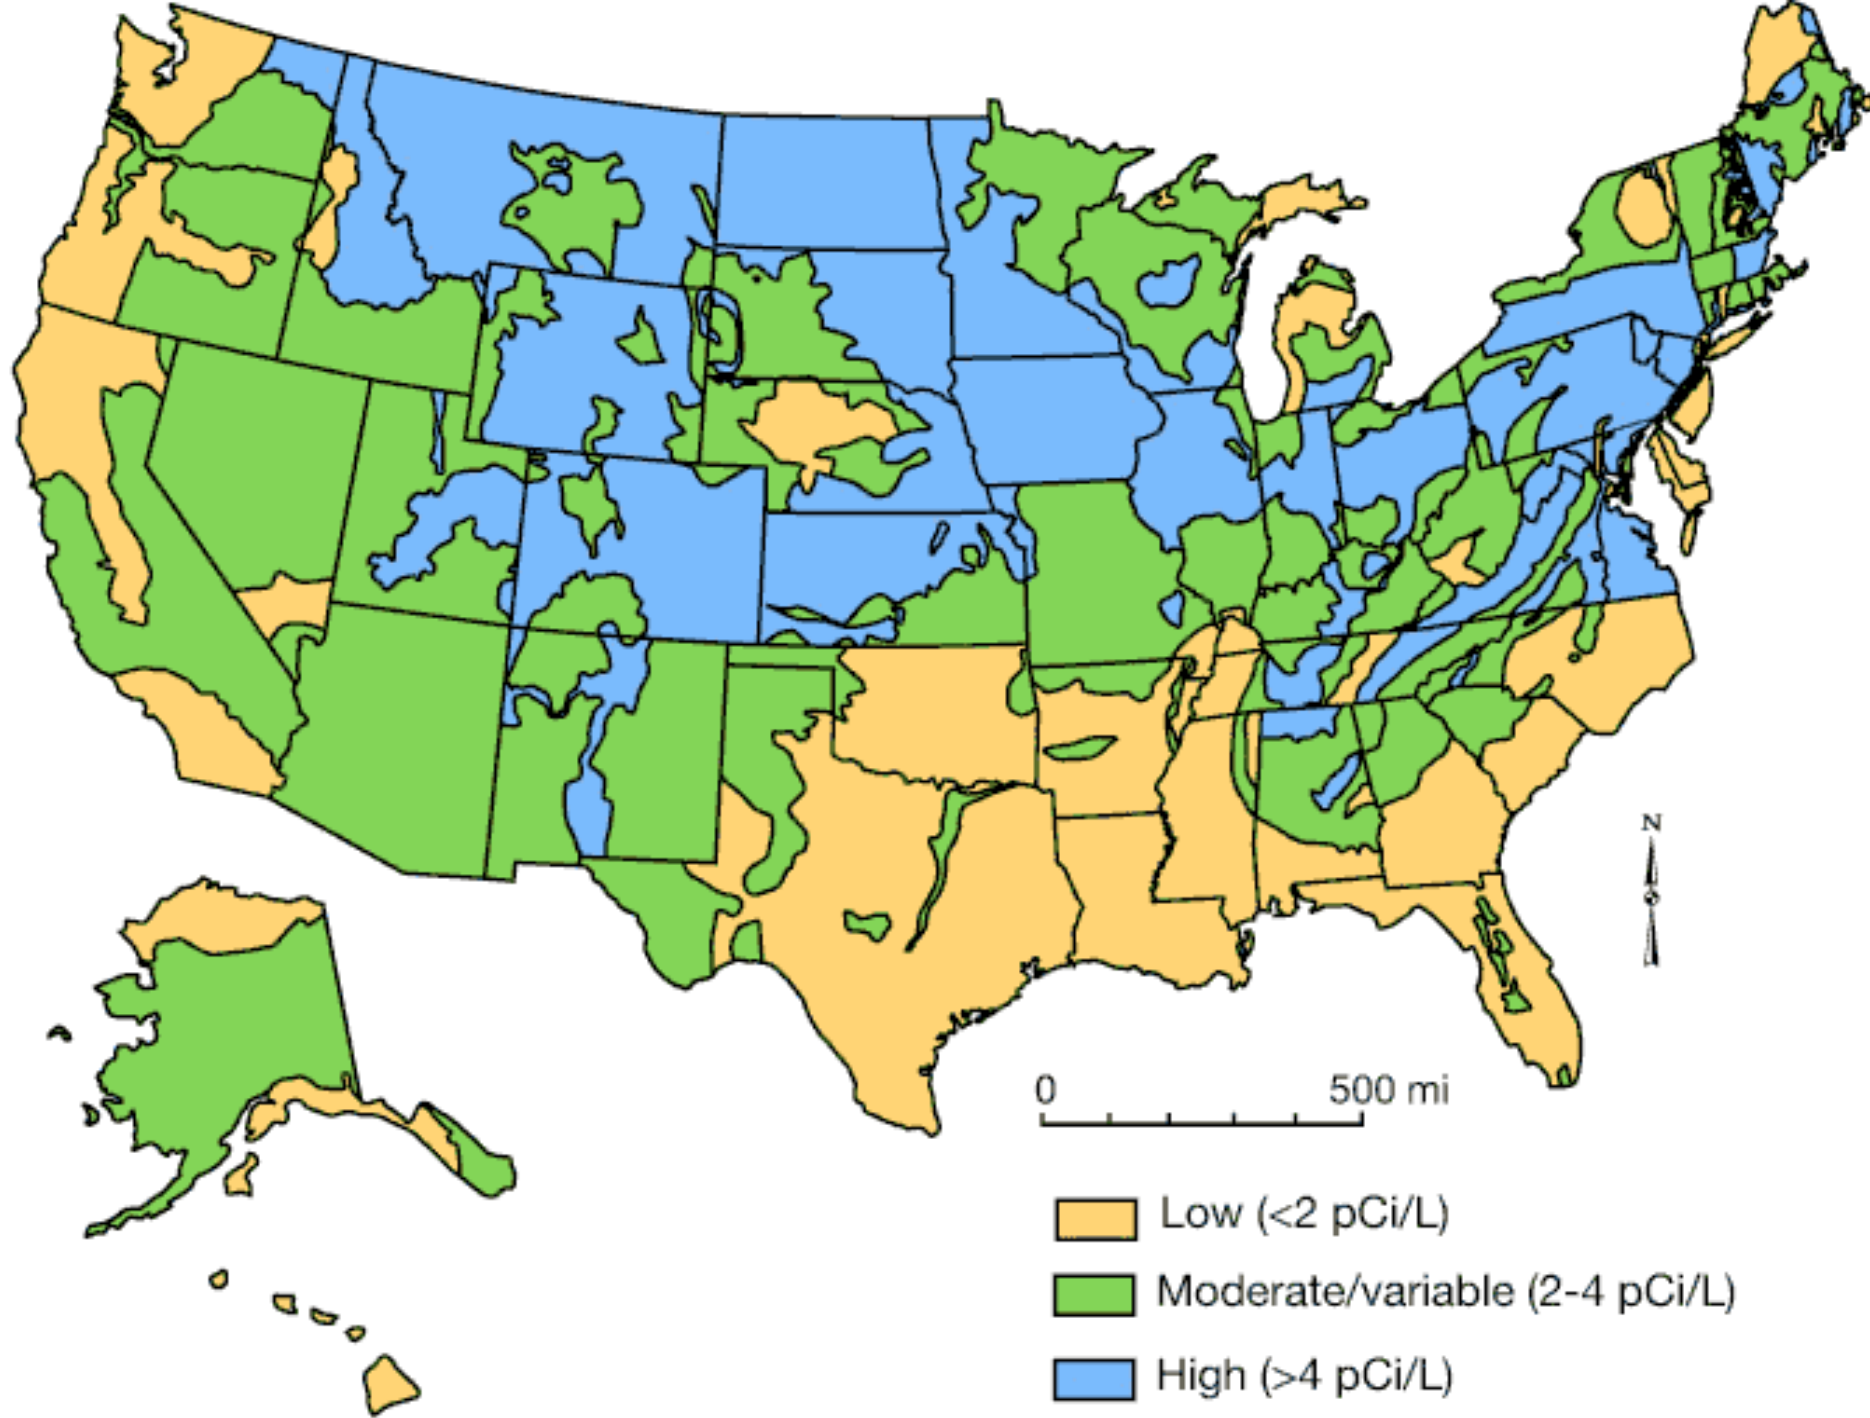 N
0 500 mi
Low (<2 pCi/L)
Moderate/variable (2-4 pCi/L)
High (>4 pCi/L)